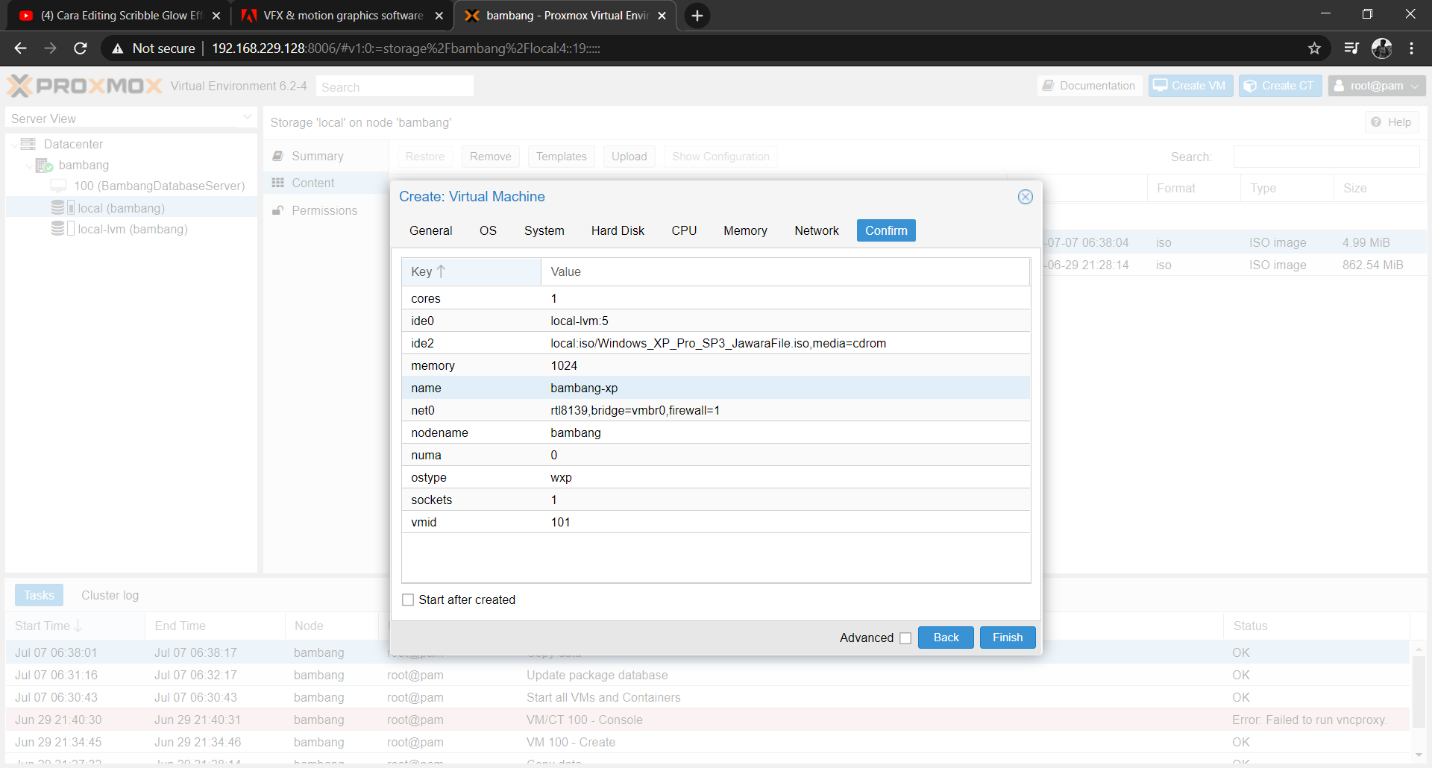 (4) Cara Editing Scribble Glow Eff
VFX & motion graphics software
bambang - Proxmox Virtual Envir
Not secure 192.168.229.128:8006/#v1:0:=storage%2Fbambang%2Flocal:4::19:::::
PROXMOX Virtual Environment 6.2-4 Search Documentation Create VM Create CT root@pam
Server View Storage 'local' on node 'bambang' Help
Datacenter
bambang
100 (BambangDatabaseServer)
local (bambang)
local-lvm (bambang)
Summary
Content
Permissions
Restore Remove Templates Upload Show Configuration Search:
Format Type Size
-07-07 06:38:04 iso ISO image 4.99 MiB
-06-29 21:28:14 iso ISO image 862.54 MiB
Create: Virtual Machine
General OS System Hard Disk CPU Memory Network Confirm
Key Value
cores 1
ide0 local-lvm:5
ide2 local:iso/Windows_XP_Pro_SP3_JawaraFile.iso,media=cdrom
memory 1024
name bambang-xp
net0 rtl8139,bridge=vmbr0,firewall=1
nodename bambang
numa 0
ostype wxp
sockets 1
vmid 101
Start after created
Advanced Back Finish
Tasks Cluster log
Start Time End Time Node Status
Jul 07 06:38:01 Jul 07 06:38:17 bambang root@pam Copy data OK
Jul 07 06:31:16 Jul 07 06:32:17 bambang root@pam Update package database OK
Jul 07 06:30:43 Jul 07 06:30:43 bambang root@pam Start all VMs and Containers OK
Jun 29 21:40:30 Jun 29 21:40:31 bambang root@pam VM/CT 100 - Console Error: Failed to run vncproxy.
Jun 29 21:34:45 Jun 29 21:34:46 bambang root@pam VM 100 - Create OK
bambang root@pam Copy data OK